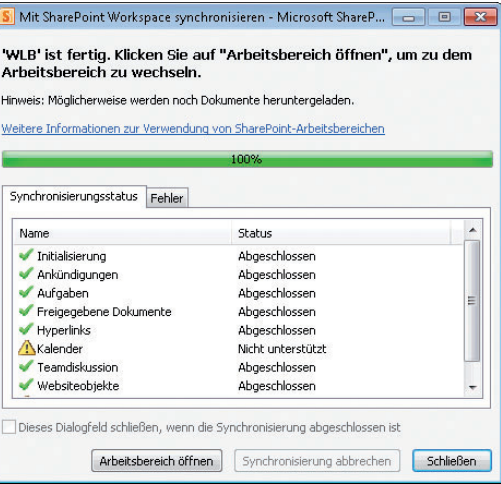 S Mit SharePoint Workspace synchronisieren - Microsoft ShareP...
'WLB' ist fertig. Klicken Sie auf "Arbeitsbereich öffnen", um zu dem
Arbeitsbereich zu wechseln.
Hinweis: Möglicherweise werden noch Dokumente heruntergeladen.
Weitere Informationen zur Verwendung von SharePoint-Arbeitsbereichen
100%
Synchronisierungsstatus Fehler
Name Status
Initialisierung Abgeschlossen
Ankündigungen Abgeschlossen
Aufgaben Abgeschlossen
Freigegebene Dokumente Abgeschlossen
Hyperlinks Abgeschlossen
Kalender Nicht unterstützt
Teamdiskussion Abgeschlossen
Websiteobjekte Abgeschlossen
Dieses Dialogfeld schließen, wenn die Synchronisierung abgeschlossen ist
Arbeitsbereich öffnen Synchronisierung abbrechen Schließen